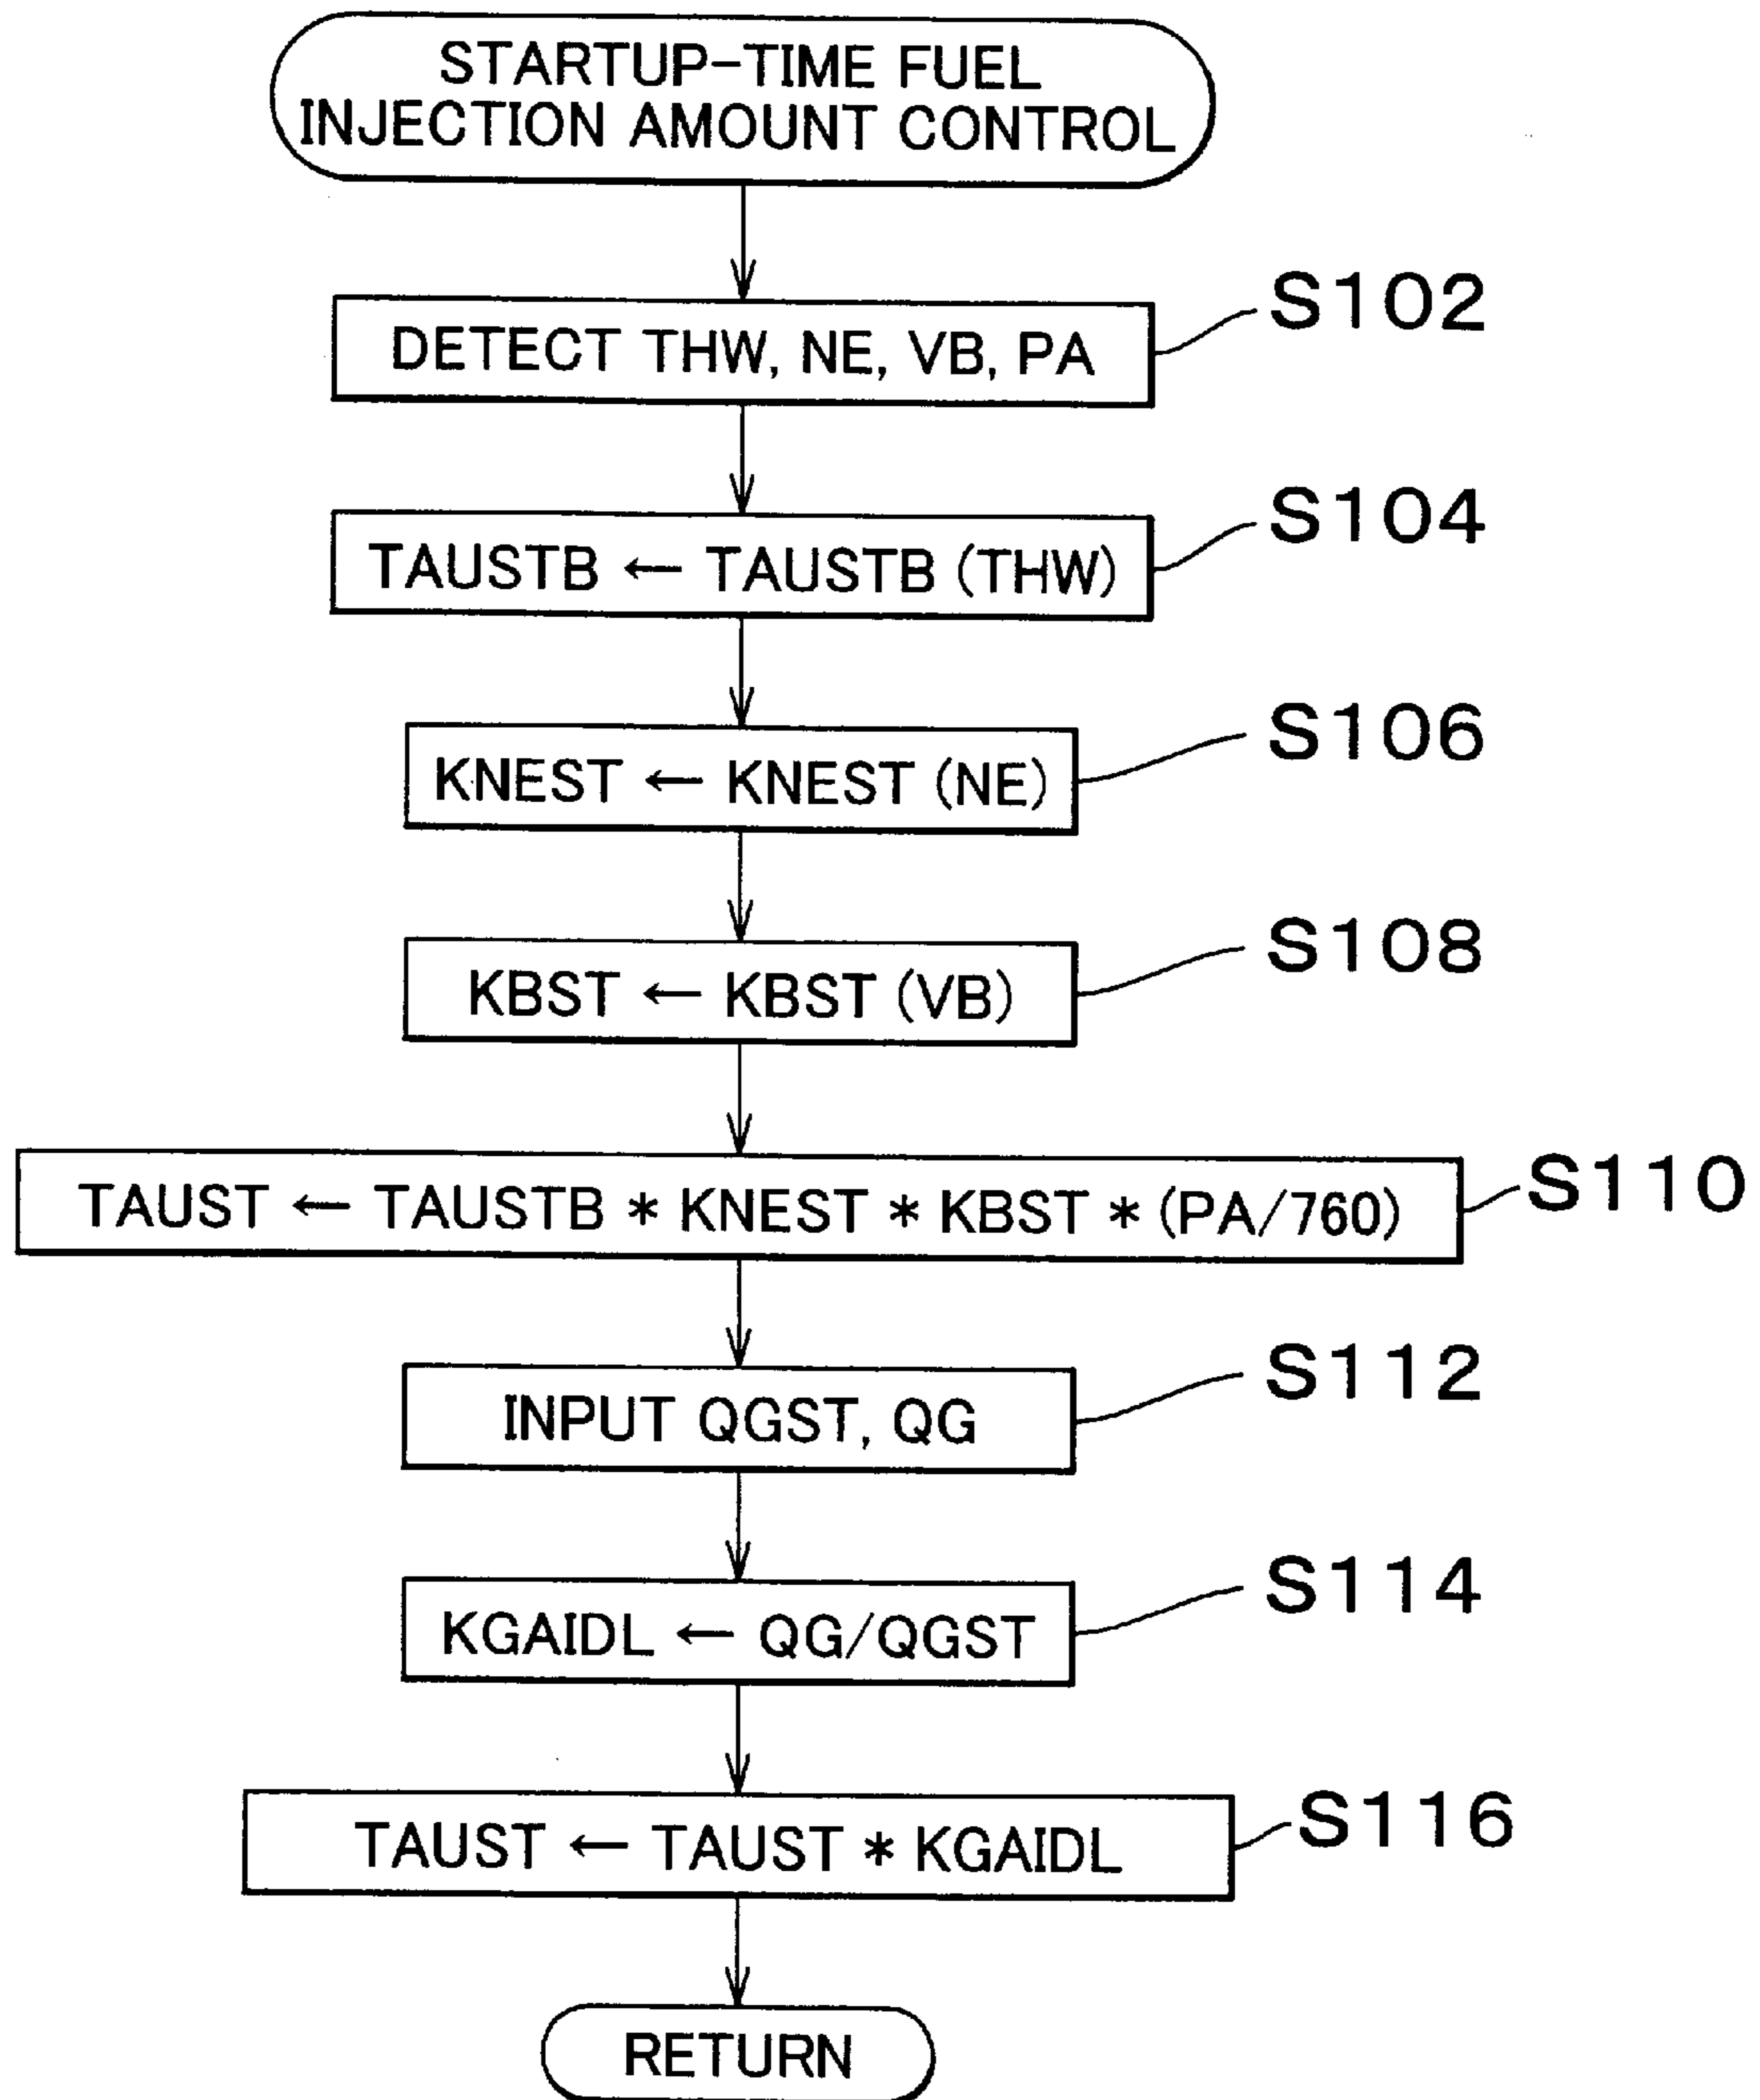 STARTUP-TIME FUEL
INJECTION AMOUNT CONTROL
S102
DETECT THW, NE, VB, PA
S104
TAUSTB ← TAUSTB (THW)
S106
KNEST ← KNEST (NE)
S108
KBST ← KBST (VB)
S110
TAUST ← TAUSTB * KNEST * KBST * (PA/760)
S112
INPUT QGST, QG
S114
KGAIDL ← QG/QGST
S116
TAUST ← TAUST * KGAIDL
RETURN